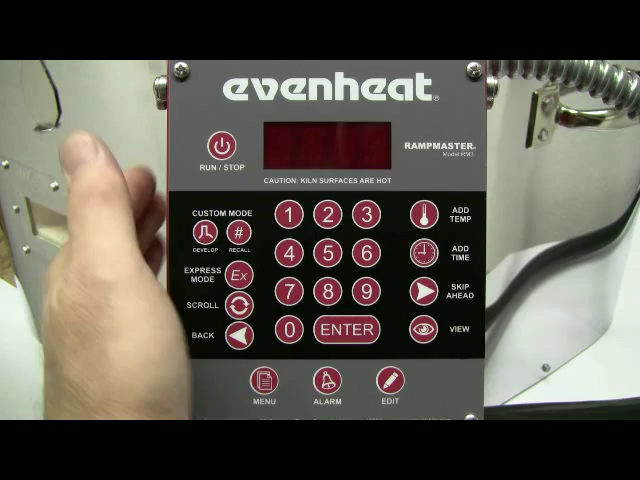 evenheat®
RAMPMASTER®
Model RM3
RUN / STOP
CAUTION: KILN SURFACES ARE HOT
CUSTOM MODE
#
DEVELOP
RECALL
EXPRESS
MODE
Ex
SCROLL
BACK
1 2 3
4 5 6
7 8 9
0 ENTER
ADD
TEMP
ADD
TIME
SKIP
AHEAD
VIEW
MENU
ALARM
EDIT